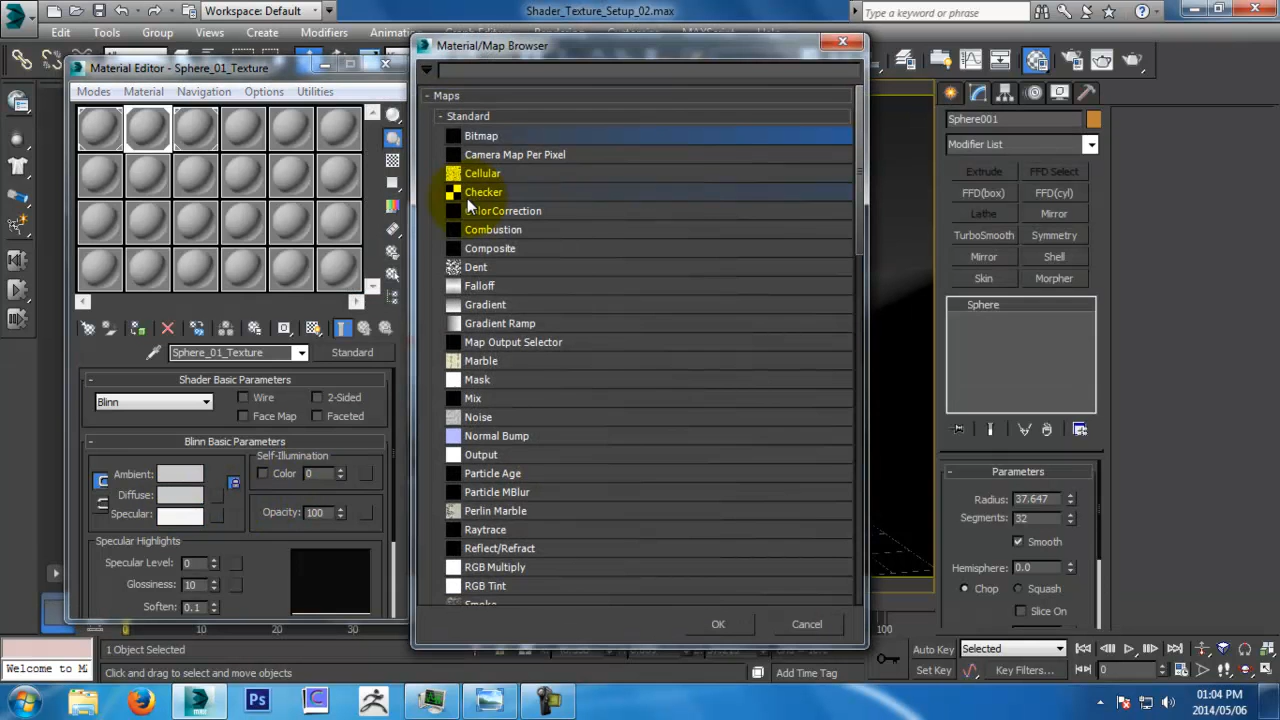 Workspace: Default
Shader_Texture_Setup_02.max
Type a keyword or phrase
Edit
Tools
Group
Views
Create
Modifiers
Material Editor - Sphere_01_Texture
Modes
Material
Navigation
Options
Utilities
Sphere_01_Texture
Standard
Shader Basic Parameters
Blinn
Wire
2-Sided
Face Map
Faceted
Blinn Basic Parameters
Self-Illumination
Ambient:
Color
0
Diffuse:
Specular:
Opacity:
100
Specular Highlights
Specular Level:
0
Glossiness:
10
Soften:
0.1
Material/Map Browser
- Maps
- Standard
Bitmap
Camera Map Per Pixel
Cellular
Checker
ColorCorrection
Combustion
Composite
Dent
Falloff
Gradient
Gradient Ramp
Map Output Selector
Marble
Mask
Mix
Noise
Normal Bump
Output
Particle Age
Particle MBlur
Perlin Marble
Raytrace
Reflect/Refract
RGB Multiply
RGB Tint
Smoke
OK
Cancel
Sphere001
Modifier List
Extrude
FFD Select
FFD(box)
FFD(cyl)
Lathe
Mirror
TurboSmooth
Symmetry
Mirror
Shell
Skin
Morpher
Sphere
Parameters
Radius:
37.647
Segments:
32
Smooth
Hemisphere:
0.0
Chop
Squash
Slice On
10
20
30
100
Welcome to M
1 Object Selected
Click and drag to select and move objects
Add Time Tag
Auto Key
Selected
Set Key
Key Filters...
0
Ps
01:04 PM
2014/05/06